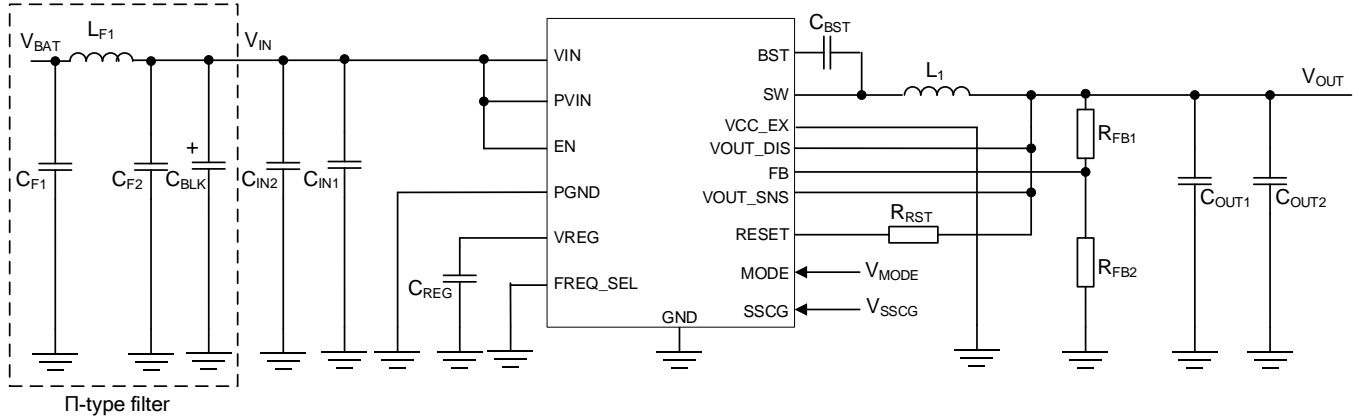 VBAT
LF1
VIN
CF1
CF2
+
CBLK
CIN2
CIN1
Π-type filter
VIN
PVIN
EN
PGND
VREG
FREQ_SEL
CREG
GND
BST
SW
VCC_EX
VOUT_DIS
FB
VOUT_SNS
RESET
MODE
SSCG
CBST
L1
RRST
VMODE
VSSCG
RFB1
RFB2
VOUT
COUT1
COUT2